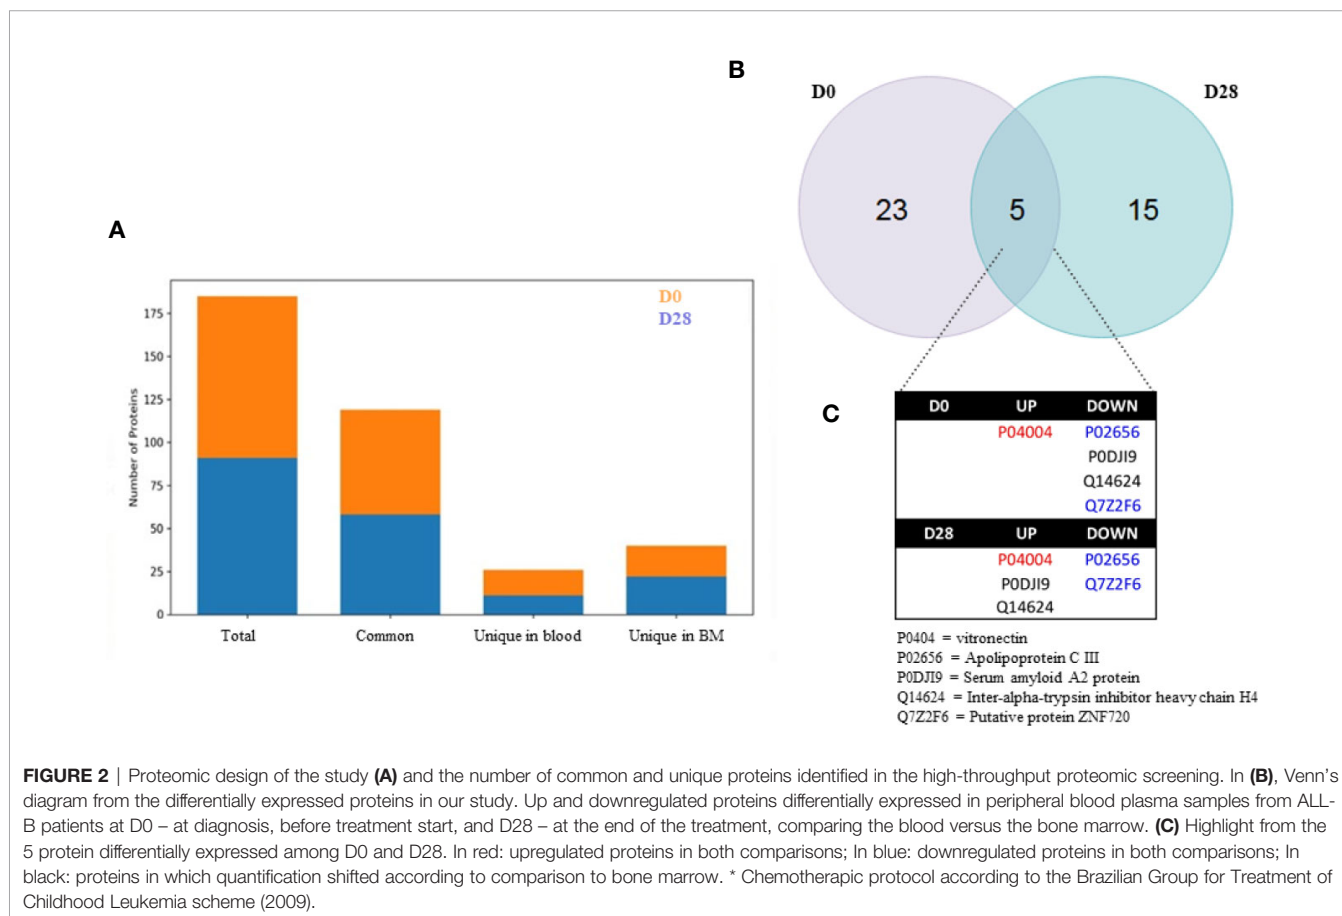 B
D0
D28
23
5
15
A
D0
D28
Number of Proteins
175
150
125
100
75
50
25
0
Total
Common
Unique in blood
Unique in BM
C
D0 UP DOWN
P04004 P02656
P0DJI9
Q14624
Q7Z2F6
D28 UP DOWN
P04004 P02656
P0DJI9 Q7Z2F6
Q14624
P0404 = vitronectin
P02656 = Apolipoprotein C III
P0DJI9 = Serum amyloid A2 protein
Q14624 = Inter-alpha-trypsin inhibitor heavy chain H4
Q7Z2F6 = Putative protein ZNF720
FIGURE 2 | Proteomic design of the study (A) and the number of common and unique proteins identified in the high-throughput proteomic screening. In (B), Venn's
diagram from the differentially expressed proteins in our study. Up and downregulated proteins differentially expressed in peripheral blood plasma samples from ALL-
B patients at D0 – at diagnosis, before treatment start, and D28 – at the end of the treatment, comparing the blood versus the bone marrow. (C) Highlight from the
5 protein differentially expressed among D0 and D28. In red: upregulated proteins in both comparisons; In blue: downregulated proteins in both comparisons; In
black: proteins in which quantification shifted according to comparison to bone marrow. * Chemotherapic protocol according to the Brazilian Group for Treatment of
Childhood Leukemia scheme (2009).